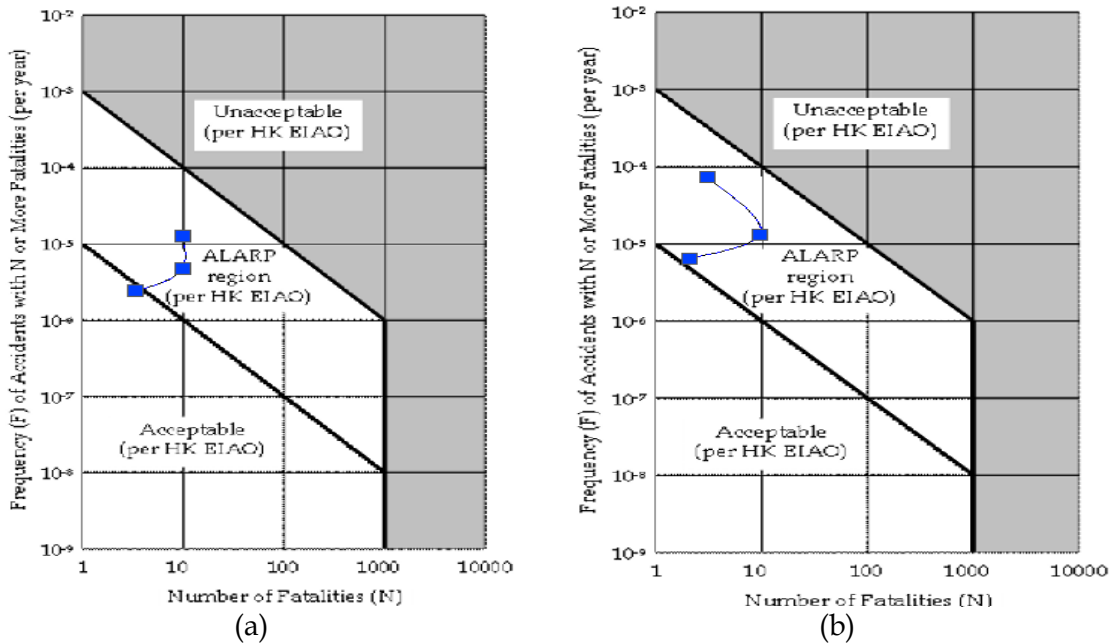 10-2
10-3
10-4
10-5
10-6
10-7
10-8
10-9
Frequency (F) of Accidents with N or More Fatalities (per year)
Unacceptable
(per HK EIAO)
ALARP
region
(per HK EIAO)
Acceptable
(per HK EIAO)
1 10 100 1000 10000
Number of Fatalities (N)
(a)
10-2
10-3
10-4
10-5
10-6
10-7
10-8
10-9
Frequency (F) of Accidents with N or More Fatalities (per year)
Unacceptable
(per HK EIAO)
ALARP
region
(per HK EIAO)
Acceptable
(per HK EIAO)
1 10 100 1000 10000
Number of Fatalities (N)
(b)